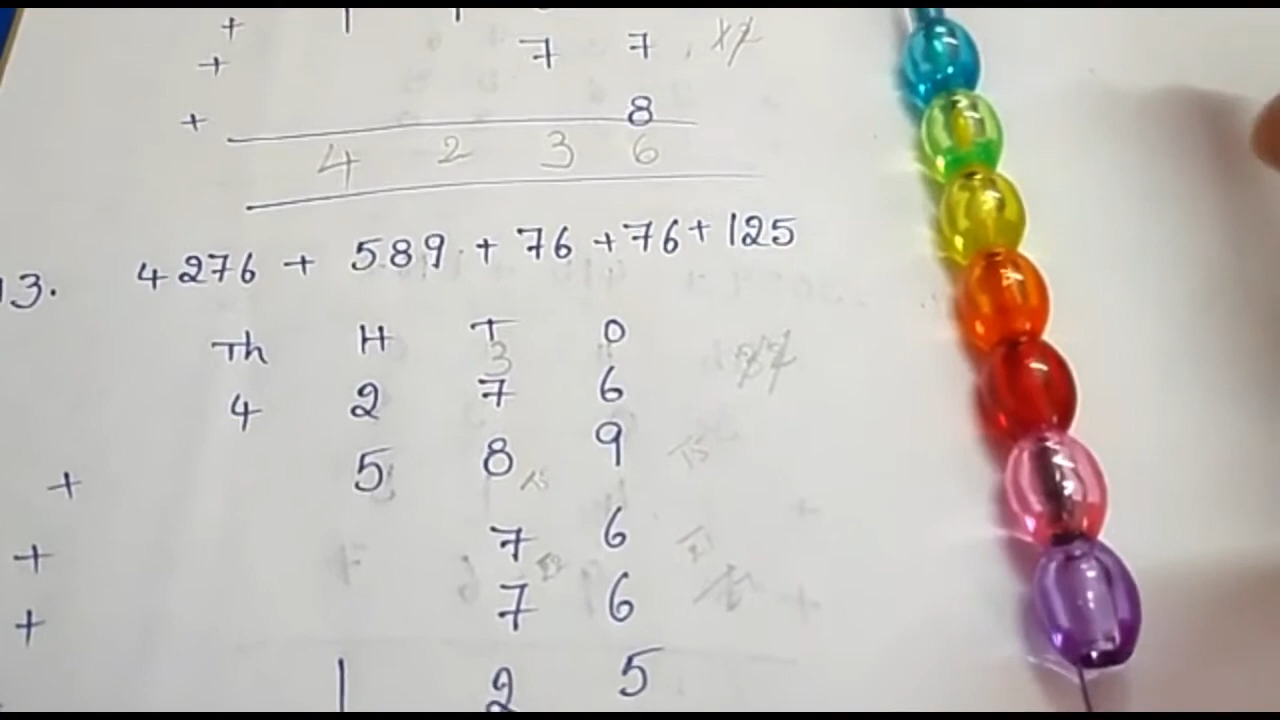 + 7 7
+ 8
4 2 3 6
13. 4276 + 589 + 76 + 76 + 125
Th H T O
3
4 2 7 6
+ 5 8 9
15
+ 7 6
+ 7 6
1 2 5